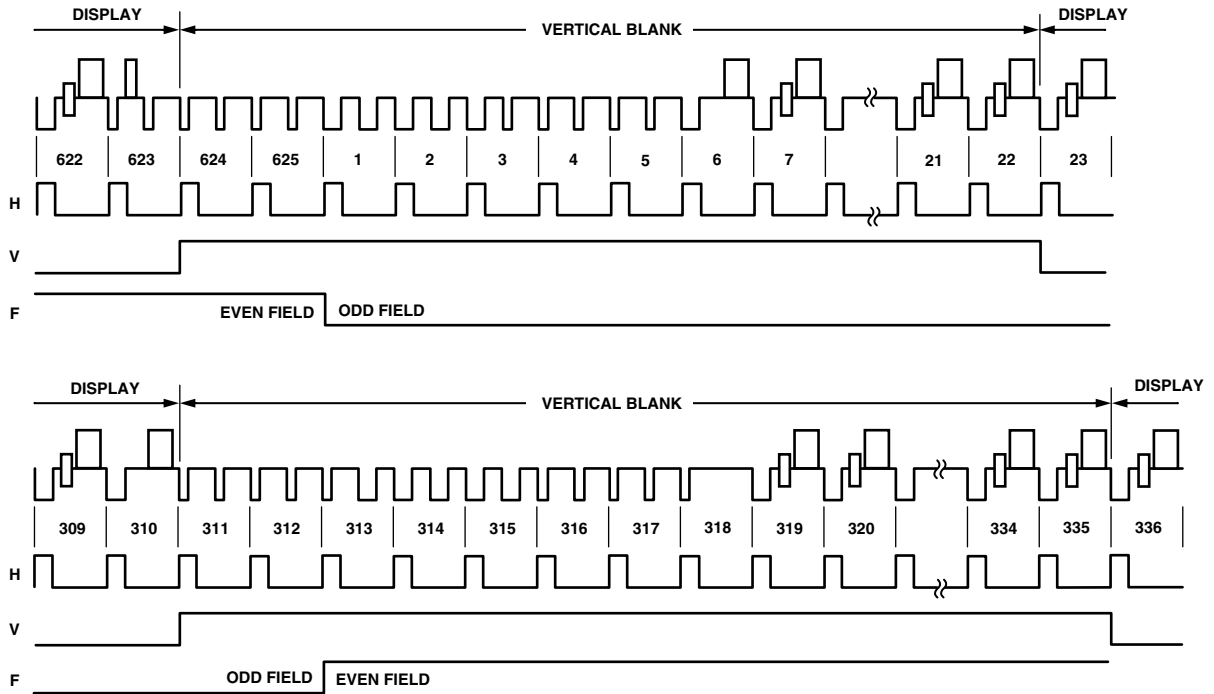 DISPLAY VERTICAL BLANK DISPLAY
622 623 624 625 1 2 3 4 5 6 7 21 22 23
H
V
F EVEN FIELD ODD FIELD
DISPLAY VERTICAL BLANK DISPLAY
309 310 311 312 313 314 315 316 317 318 319 320 334 335 336
H
V
F ODD FIELD EVEN FIELD